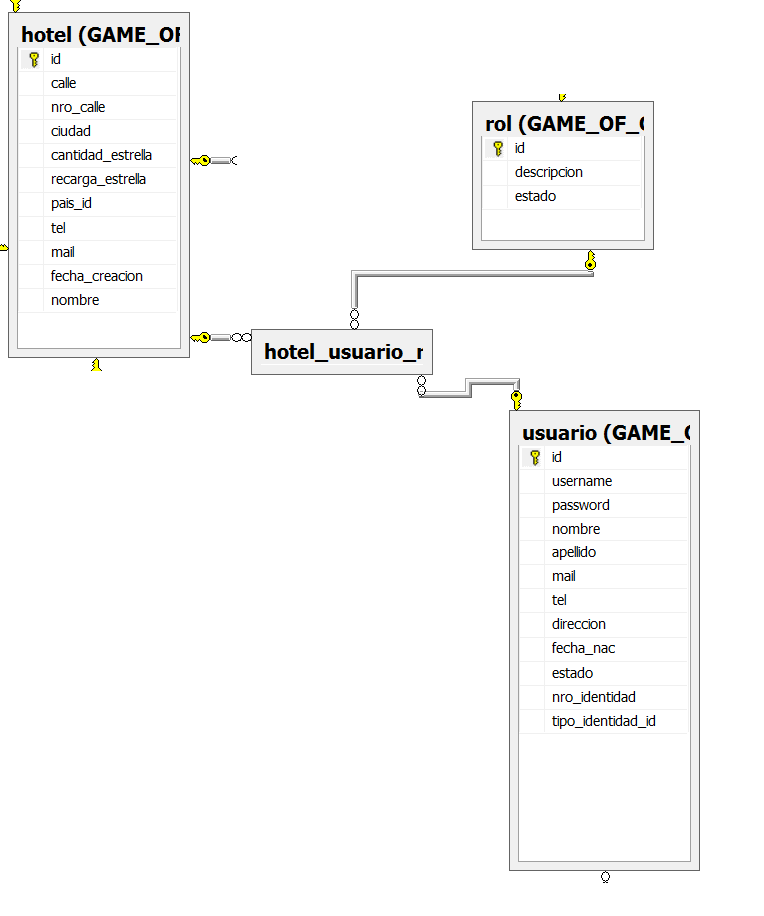 hotel (GAME_OF
id
calle
nro_calle
ciudad
cantidad_estrella
recarga_estrella
pais_id
tel
mail
fecha_creacion
nombre
rol (GAME_OF_
id
descripcion
estado
hotel_usuario_r
usuario (GAME_
id
username
password
nombre
apellido
mail
tel
direccion
fecha_nac
estado
nro_identidad
tipo_identidad_id